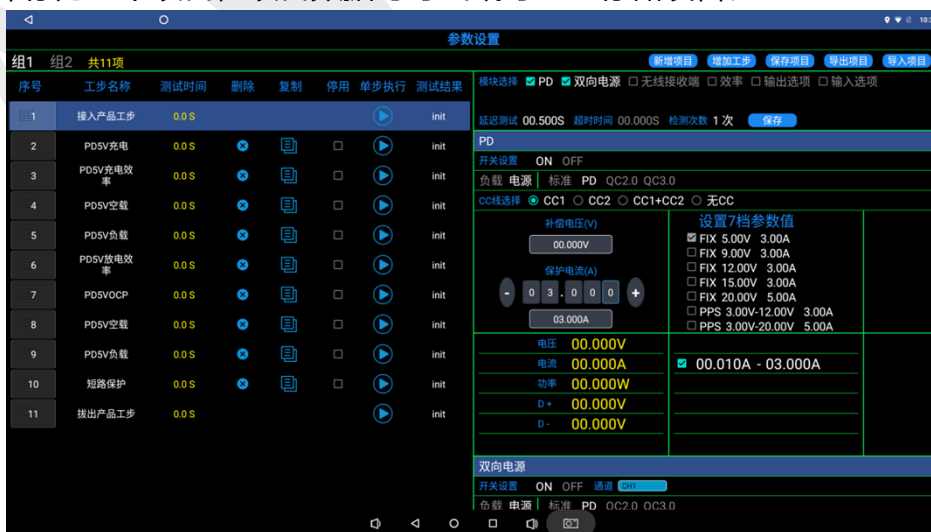 10:
参数设置
组1 组2 共11项
新增项目 增加工步 保存项目 导出项目 导入项目
序号 工步名称 测试时间 删除 复制 停用 单步执行 测试结果
1 接入产品工步 0.0 S init
2 PD5V充电 0.0 S init
3 PD5V充电效率 0.0 S init
4 PD5V空载 0.0 S init
5 PD5V负载 0.0 S init
6 PD5V放电效率 0.0 S init
7 PD5VOCP 0.0 S init
8 PD5V空载 0.0 S init
9 PD5V负载 0.0 S init
10 短路保护 0.0 S init
11 拔出产品工步 0.0 S init
模块选择 PD 双向电源 无线接收端 效率 输出选项 输入选项
延迟测试 00.500S 超时时间 00.000S 检测次数 1 次 保存
PD
开关设置 ON OFF
负载 电源 标准 PD QC2.0 QC3.0
CC线选择 CC1 CC2 CC1+CC2 无CC
补偿电压(V)
00.000V
保护电流(A)
- 0 3 . 0 0 0 +
03.000A
设置7档参数值
FIX 5.00V 3.00A
FIX 9.00V 3.00A
FIX 12.00V 3.00A
FIX 15.00V 3.00A
FIX 20.00V 5.00A
PPS 3.00V-12.00V 3.00A
PPS 3.00V-20.00V 5.00A
电压 00.000V
电流 00.000A 00.010A - 03.000A
功率 00.000W
D+ 00.000V
D- 00.000V
双向电源
开关设置 ON OFF 通道 CH1
负载 电源 标准 PD QC2.0 QC3.0